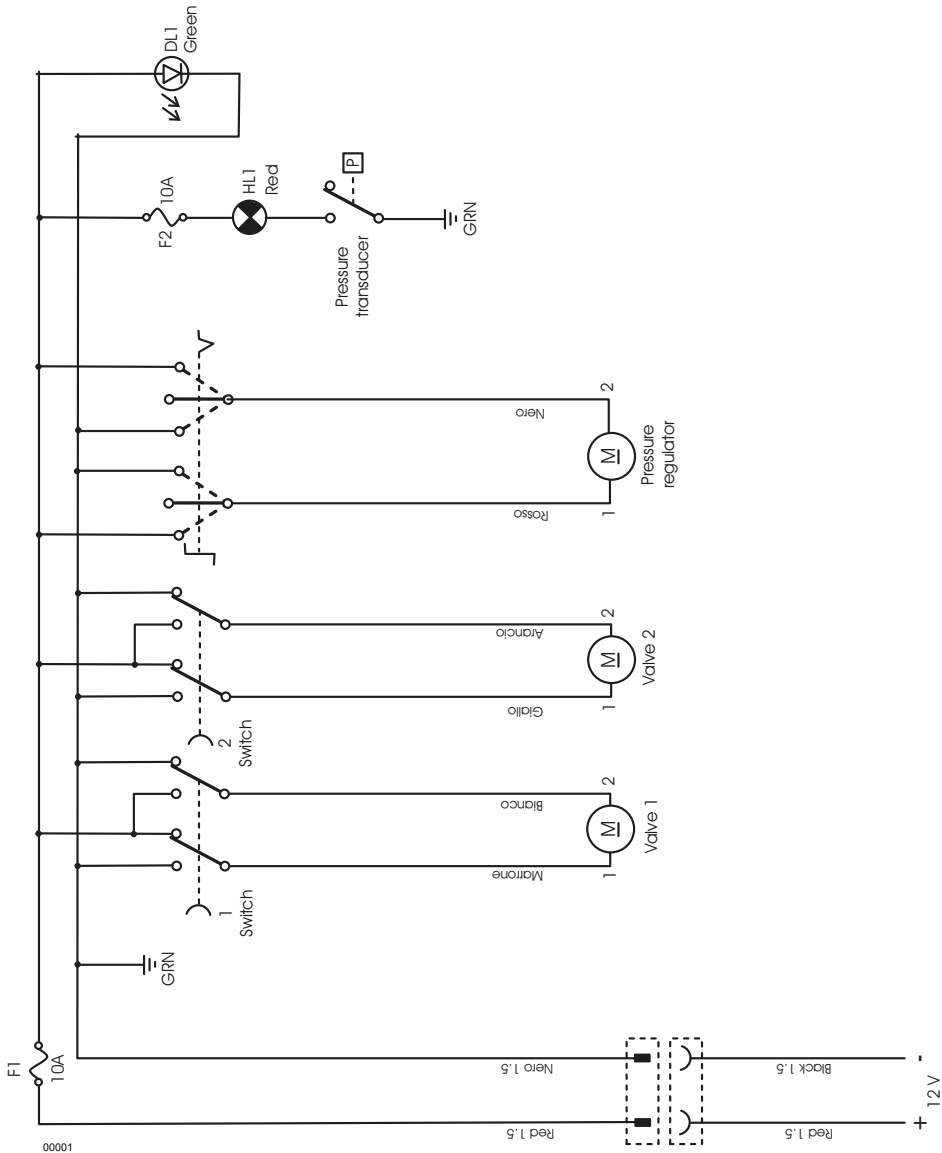 DL1
Green
10A
F2
HL1
Red
P
Pressure
transducer
GRN
Nero
2
M
Pressure
regulator
1
Rosso
Arancio
2
M
Valve 2
1
Giallo
2
Switch
Bianco
2
M
Valve 1
1
Marrone
1
Switch
GRN
F1
10A
Nero 1.5
Red 1.5
Black 1.5
Red 1.5
-
12 V
+
00001